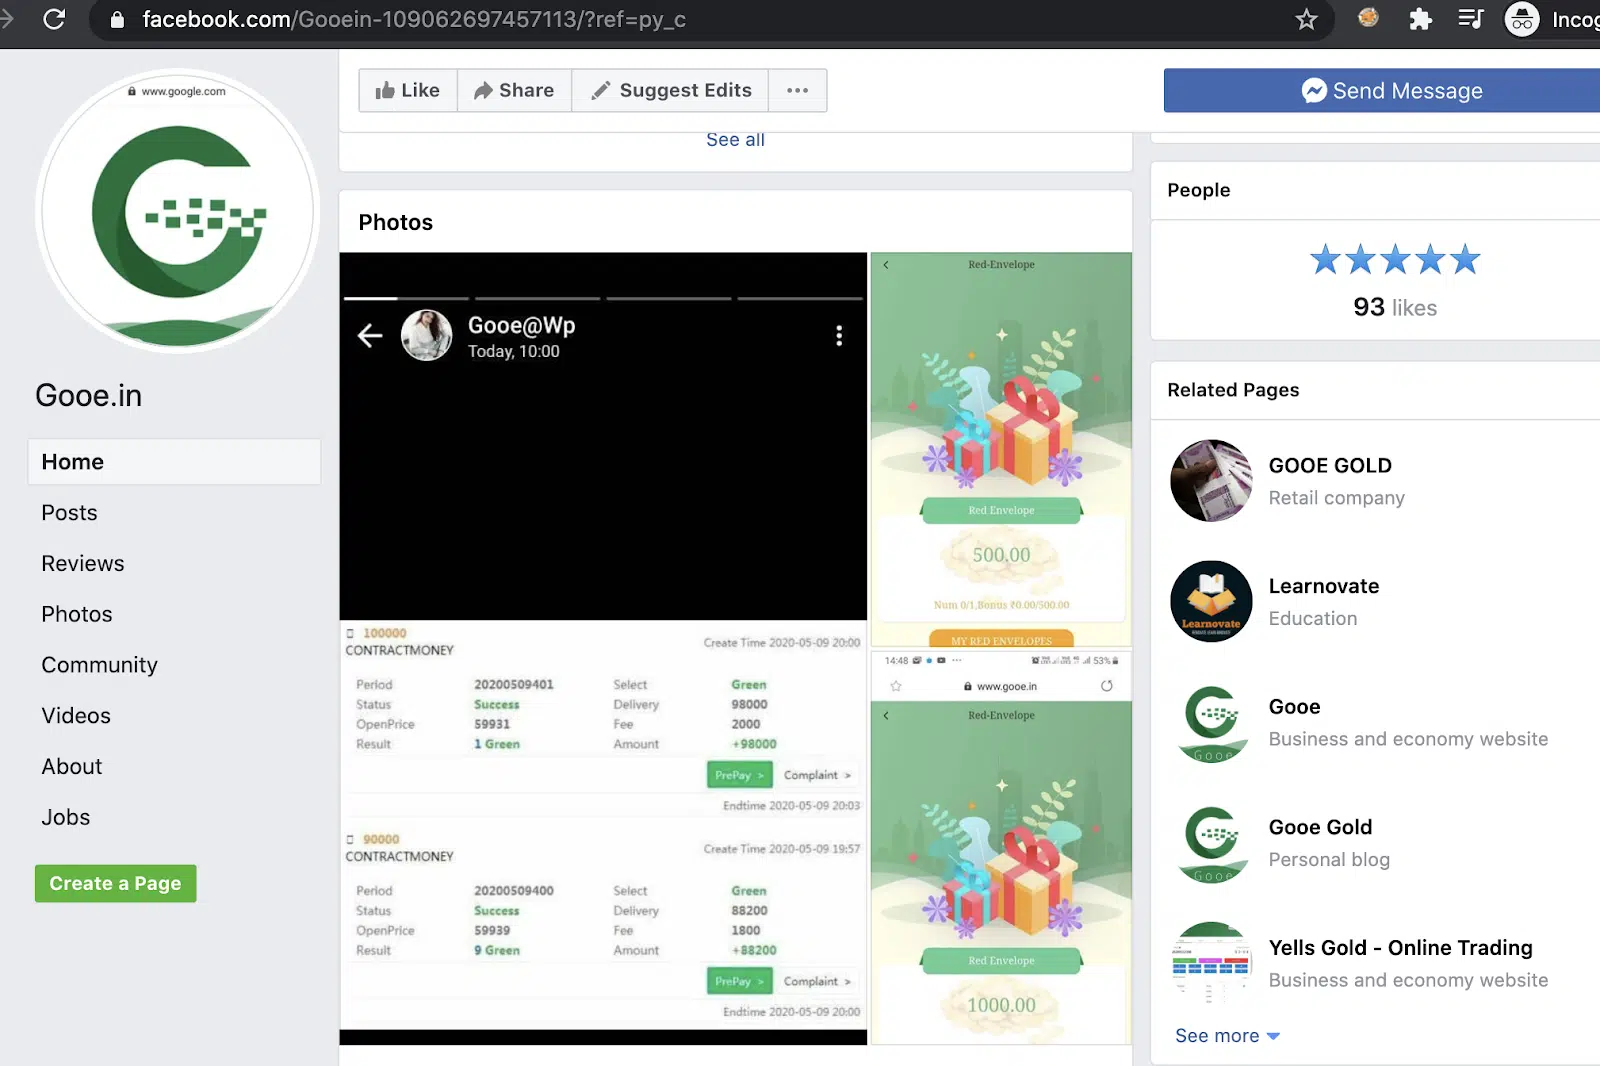 facebook.com/Gooein-109062697457113/?ref=py_c
Incog
www.google.com
Gooe.in
Home
Posts
Reviews
Photos
Community
Videos
About
Jobs
Create a Page
Like
Share
Suggest Edits
Send Message
See all
Photos
Gooe@Wp
Today, 10:00
100000
CONTRACTMONEY
Create Time 2020-05-09 20:00
Period 20200509401 Select Green
Status Success Delivery 98000
OpenPrice 59931 Fee 2000
Result 1 Green Amount +98000
PrePay > Complaint >
Endtime 2020-05-09 20:03
90000
CONTRACTMONEY
Create Time 2020-05-09 19:57
Period 20200509400 Select Green
Status Success Delivery 88200
OpenPrice 59939 Fee 1800
Result 9 Green Amount +88200
PrePay > Complaint >
Endtime 2020-05-09 20:00
Red-Envelope
Red Envelope
500.00
Num 0/1,Bonus ₹0.00/500.00
MY RED ENVELOPES
14:48
53%
www.gooe.in
Red-Envelope
Red Envelope
1000.00
People
93 likes
Related Pages
GOOE GOLD
Retail company
Learnovate
Learnovate
Education
Gooe
Gooe
Business and economy website
Gooe
Gooe Gold
Personal blog
Yells Gold - Online Trading
Business and economy website
See more